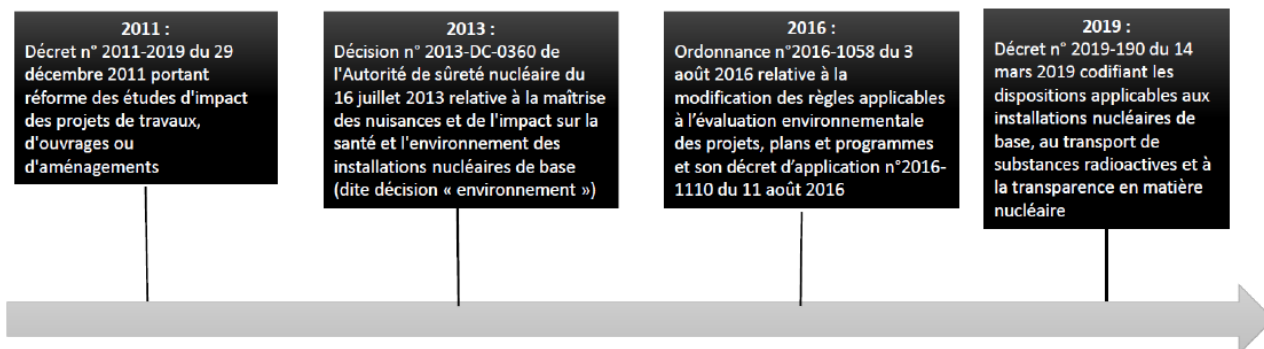 2011 :
Décret n° 2011-2019 du 29
décembre 2011 portant
réforme des études d'impact
des projets de travaux,
d'ouvrages ou
d'aménagements
2013 :
Décision n° 2013-DC-0360 de
l'Autorité de sûreté nucléaire du
16 juillet 2013 relative à la maîtrise
des nuisances et de l'impact sur la
santé et l'environnement des
installations nucléaires de base
(dite décision « environnement »)
2016 :
Ordonnance n°2016-1058 du 3
août 2016 relative à la
modification des règles applicables
à l'évaluation environnementale
des projets, plans et programmes
et son décret d'application n°2016-
1110 du 11 août 2016
2019 :
Décret n° 2019-190 du 14
mars 2019 codifiant les
dispositions applicables aux
installations nucléaires de
base, au transport de
substances radioactives et à
la transparence en matière
nucléaire